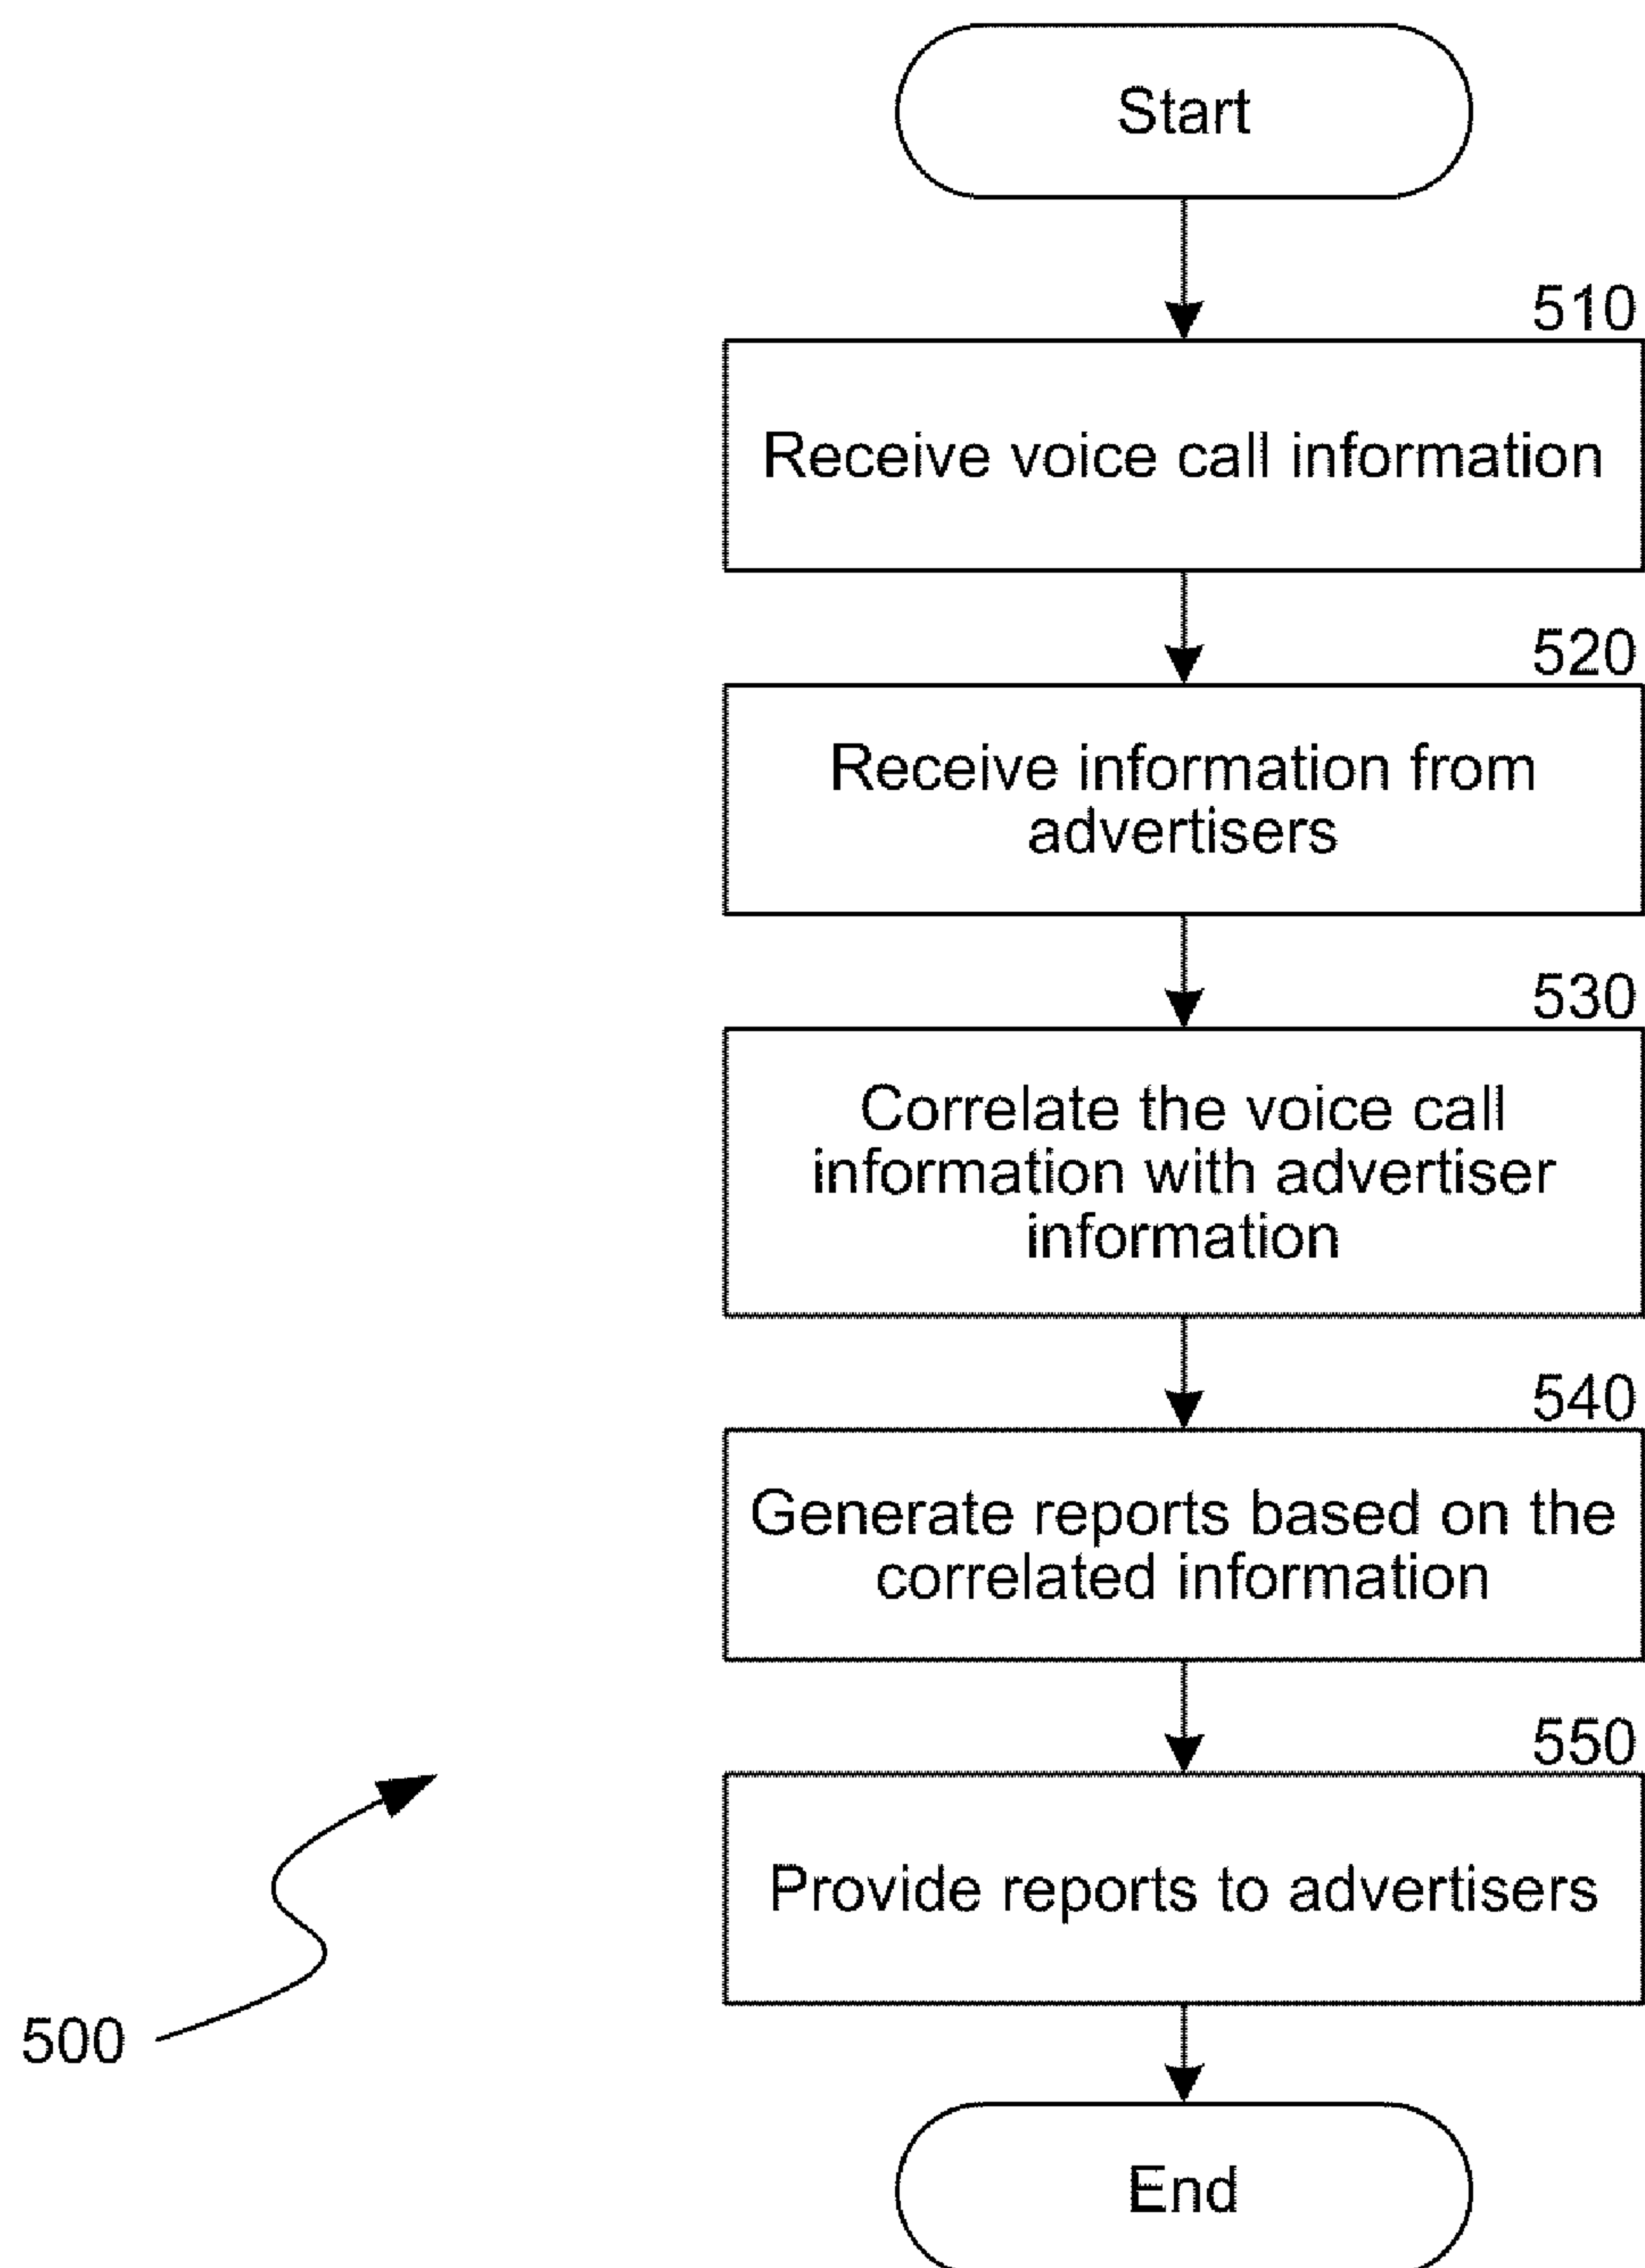 Start
510
Receive voice call information
520
Receive information from
advertisers
530
Correlate the voice call
information with advertiser
information
540
Generate reports based on the
correlated information
550
Provide reports to advertisers
500
End